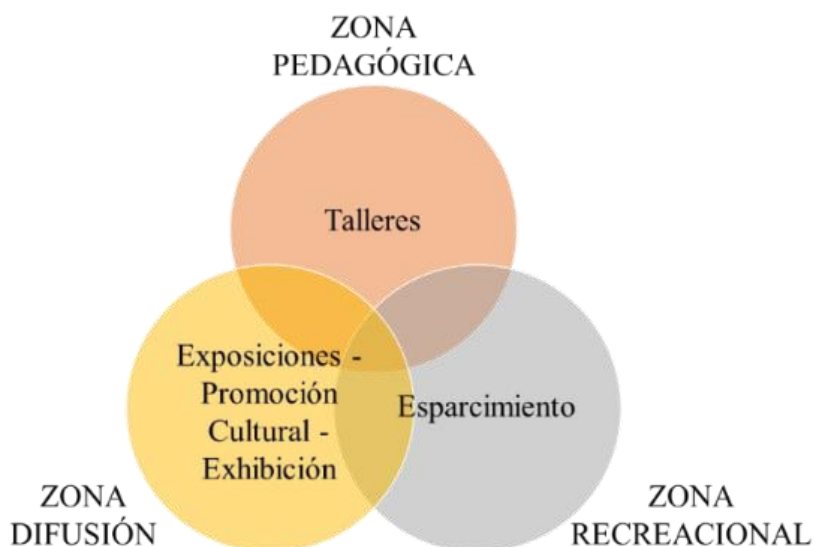 ZONA
PEDAGÓGICA
Talleres
Exposiciones -
Promoción
Cultural -
Exhibición
Esparcimiento
ZONA
DIFUSIÓN
ZONA
RECREACIONAL